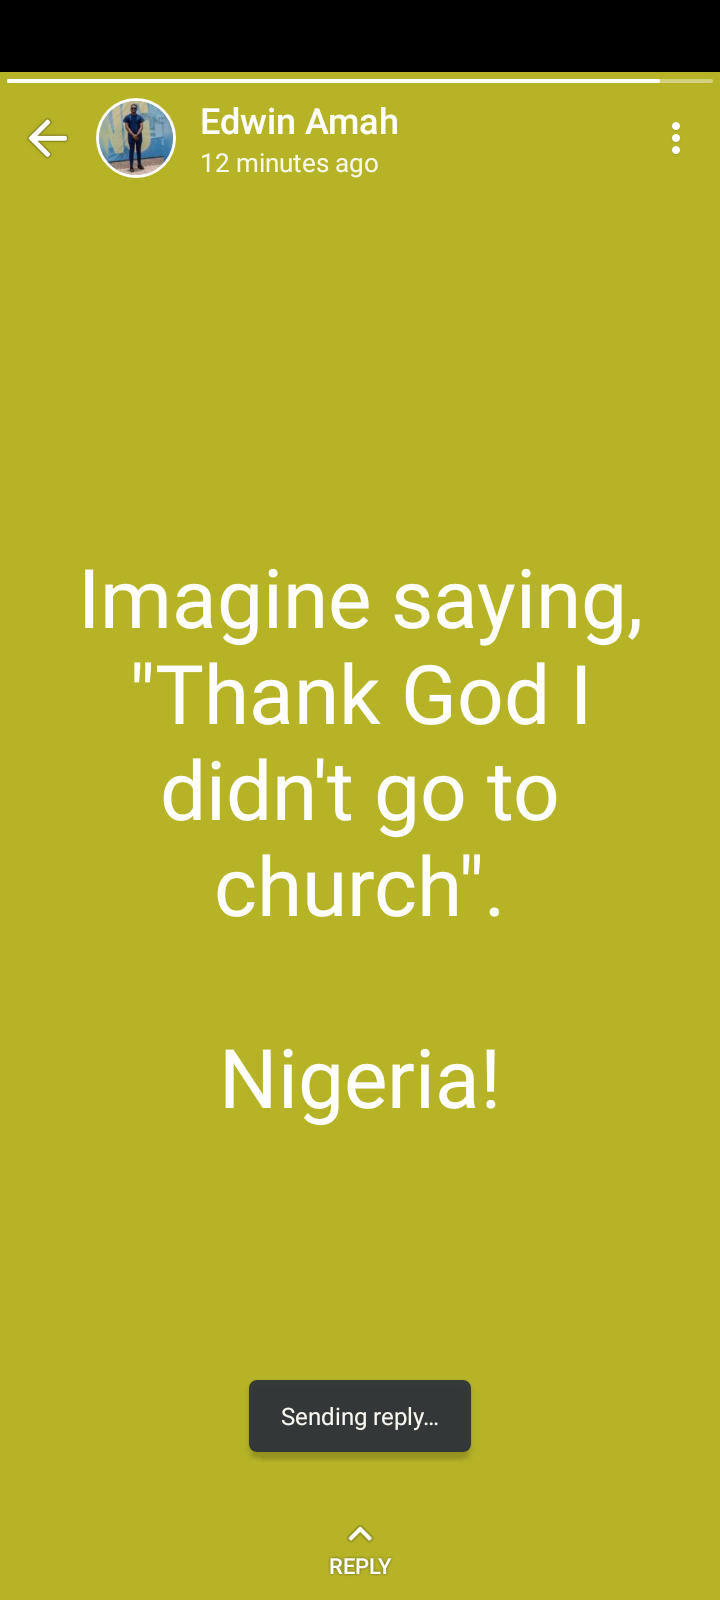 Edwin Amah
12 minutes ago
Imagine saying,
"Thank God I
didn't go to
church".
Nigeria!
Sending reply...
REPLY